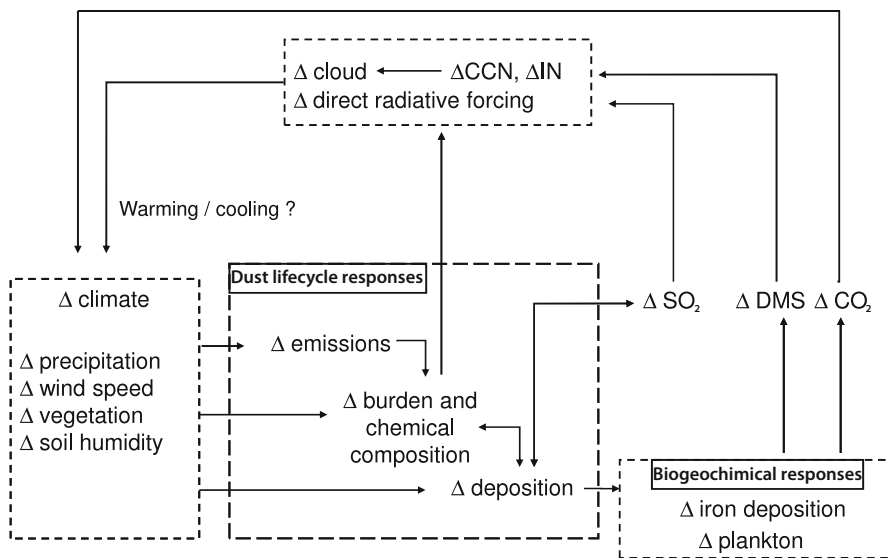 Δ cloud ΔCCN, ΔIN
Δ direct radiative forcing
Warming / cooling ?
Dust lifecycle responses
Δ climate
Δ precipitation
Δ wind speed
Δ vegetation
Δ soil humidity
Δ emissions
Δ burden and
chemical
composition
Δ deposition
Δ SO₂
Δ DMS
Δ CO₂
Biogeochimical responses
Δ iron deposition
Δ plankton